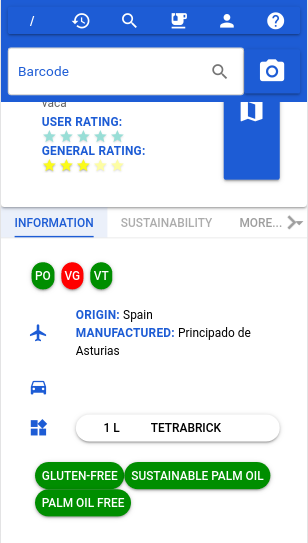 /
Barcode
vaca
USER RATING:
GENERAL RATING:
INFORMATION SUSTAINABILITY MORE...
PO VG VT
ORIGIN: Spain
MANUFACTURED: Principado de
Asturias
1 L TETRABRICK
GLUTEN-FREE SUSTAINABLE PALM OIL
PALM OIL FREE